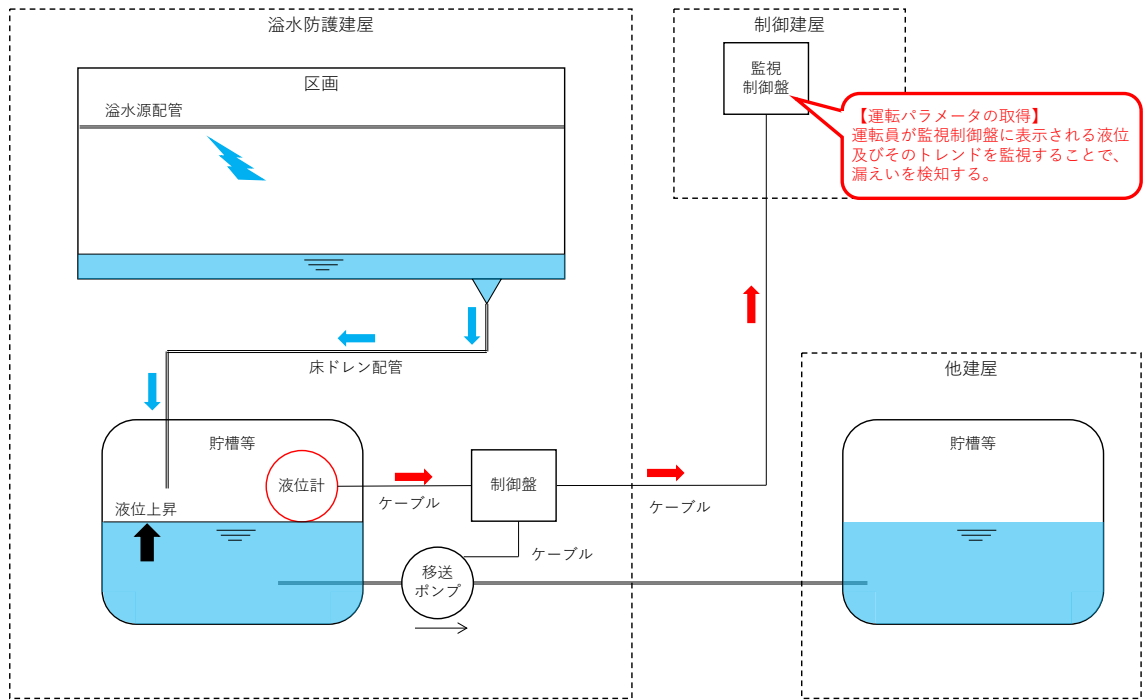 溢水防護建屋
区画
溢水源配管
床ドレン配管
貯槽等
液位計
液位上昇
ケーブル
制御盤
ケーブル
移送
ポンプ
ケーブル
制御建屋
監視
制御盤
【運転パラメータの取得】
運転員が監視制御盤に表示される液位
及びそのトレンドを監視することで、
漏えいを検知する。
他建屋
貯槽等